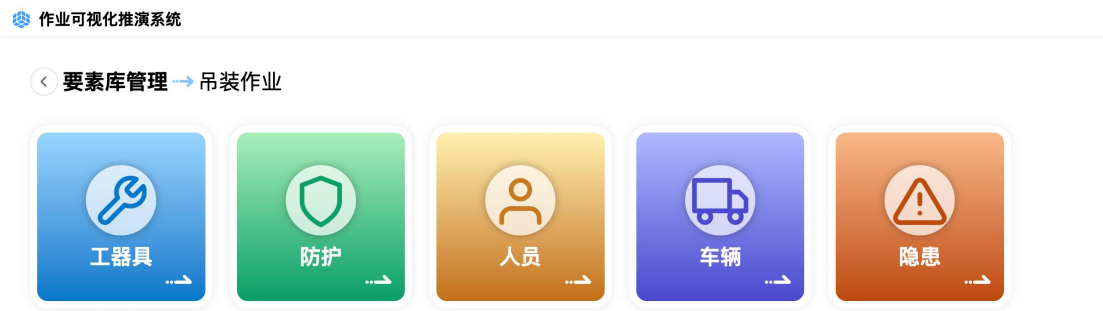 作业可视化推演系统
要素库管理 吊装作业
工器具 防护 人员 车辆 隐患